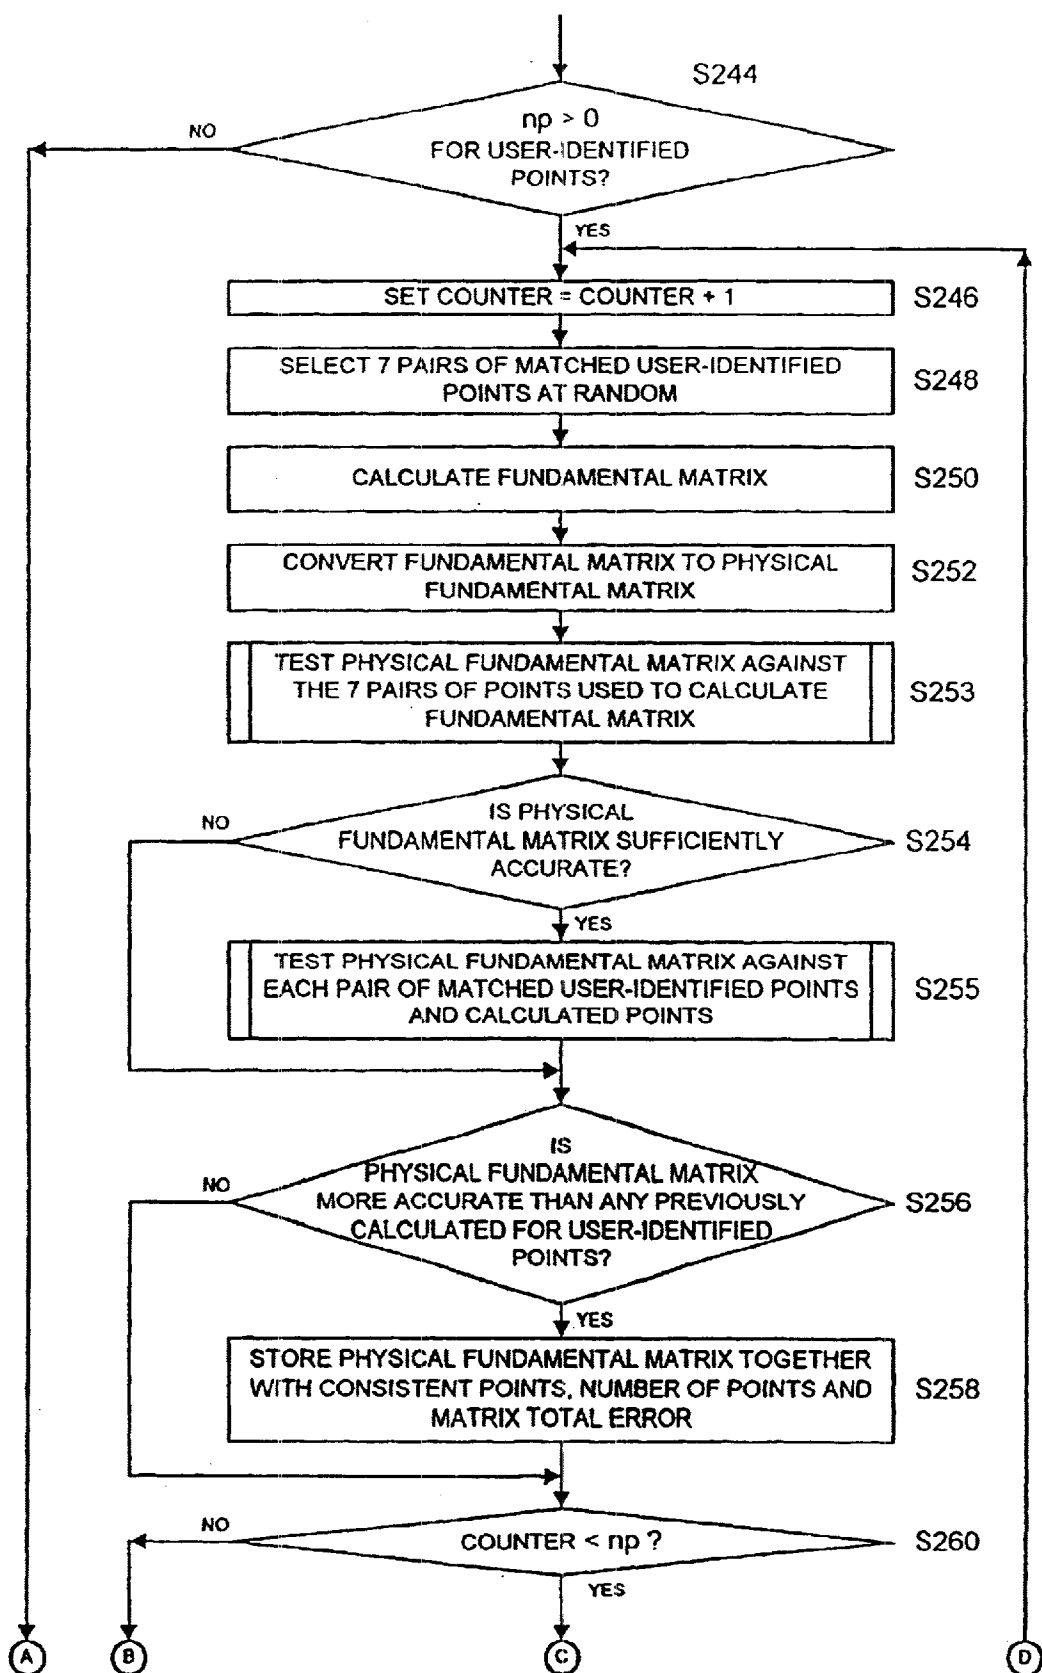 S244
np > 0
FOR USER-IDENTIFIED
POINTS?
NO
YES
SET COUNTER = COUNTER + 1
S246
SELECT 7 PAIRS OF MATCHED USER-IDENTIFIED
POINTS AT RANDOM
S248
CALCULATE FUNDAMENTAL MATRIX
S250
CONVERT FUNDAMENTAL MATRIX TO PHYSICAL
FUNDAMENTAL MATRIX
S252
TEST PHYSICAL FUNDAMENTAL MATRIX AGAINST
THE 7 PAIRS OF POINTS USED TO CALCULATE
FUNDAMENTAL MATRIX
S253
IS PHYSICAL
FUNDAMENTAL MATRIX SUFFICIENTLY
ACCURATE?
NO
S254
YES
TEST PHYSICAL FUNDAMENTAL MATRIX AGAINST
EACH PAIR OF MATCHED USER-IDENTIFIED POINTS
AND CALCULATED POINTS
S255
IS
PHYSICAL FUNDAMENTAL MATRIX
MORE ACCURATE THAN ANY PREVIOUSLY
CALCULATED FOR USER-IDENTIFIED
POINTS?
NO
S256
YES
STORE PHYSICAL FUNDAMENTAL MATRIX TOGETHER
WITH CONSISTENT POINTS, NUMBER OF POINTS AND
MATRIX TOTAL ERROR
S258
NO
COUNTER < np ?
S260
YES
A
B
C
D